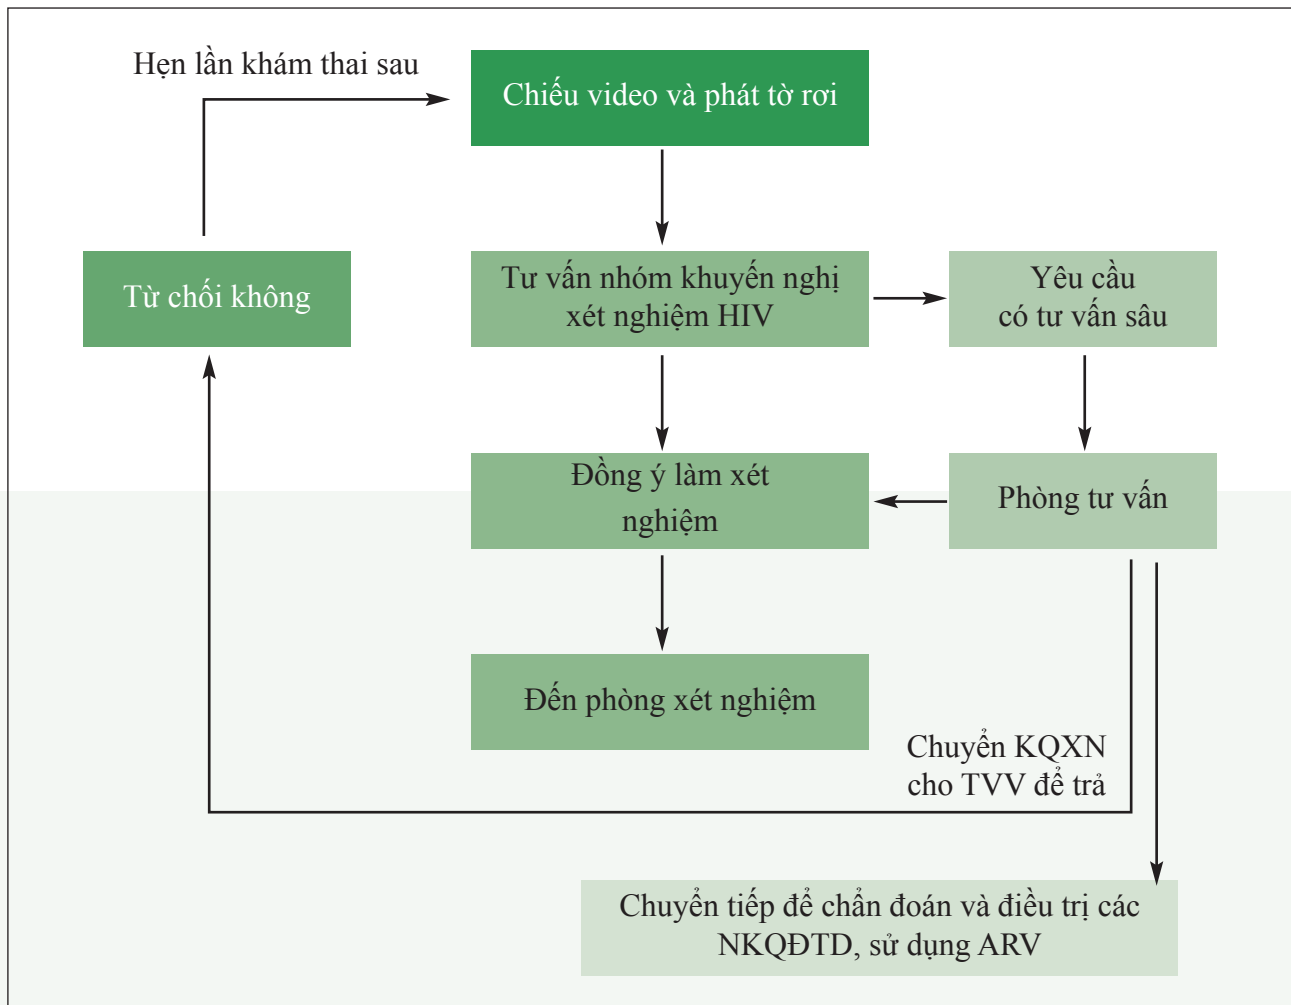 Hẹn lần khám thai sau
Chiếu video và phát tờ rơi
Từ chối không
Tư vấn nhóm khuyến nghị
xét nghiệm HIV
Yêu cầu
có tư vấn sâu
Đồng ý làm xét
nghiệm
Phòng tư vấn
Đến phòng xét nghiệm
Chuyển KQXN
cho TVV để trả
Chuyển tiếp để chẩn đoán và điều trị các
NKQĐTD, sử dụng ARV